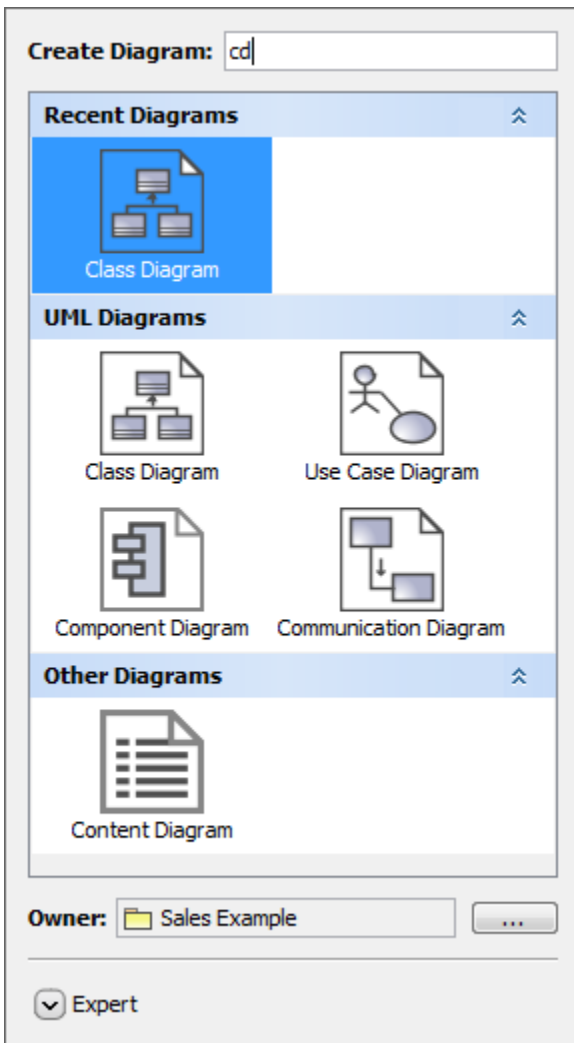 Create Diagram: cd
Recent Diagrams
Class Diagram
UML Diagrams
Class Diagram Use Case Diagram
Component Diagram Communication Diagram
Other Diagrams
Content Diagram
Owner: Sales Example ...
Expert